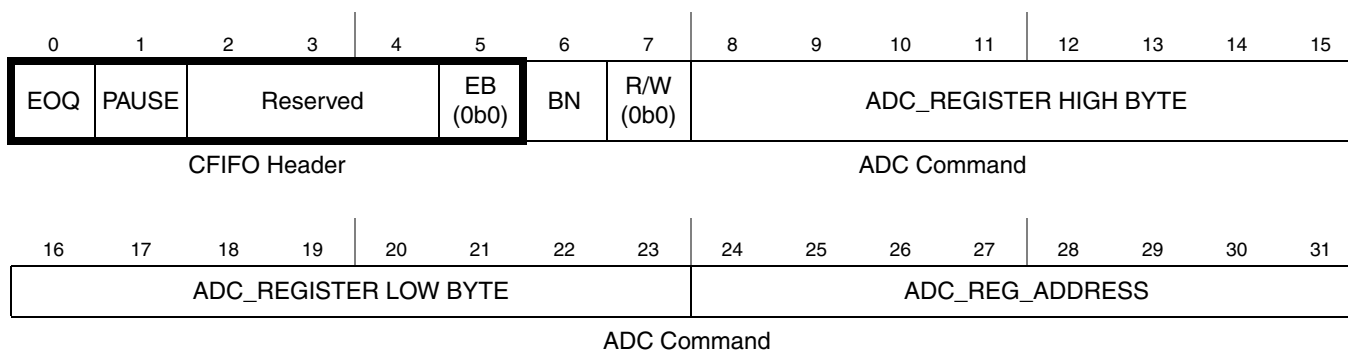 0 1 2 3 4 5 6 7 8 9 10 11 12 13 14 15
EOQ PAUSE Reserved EB (0b0) BN R/W (0b0) ADC_REGISTER HIGH BYTE
CFIFO Header ADC Command
16 17 18 19 20 21 22 23 24 25 26 27 28 29 30 31
ADC_REGISTER LOW BYTE ADC_REG_ADDRESS
ADC Command